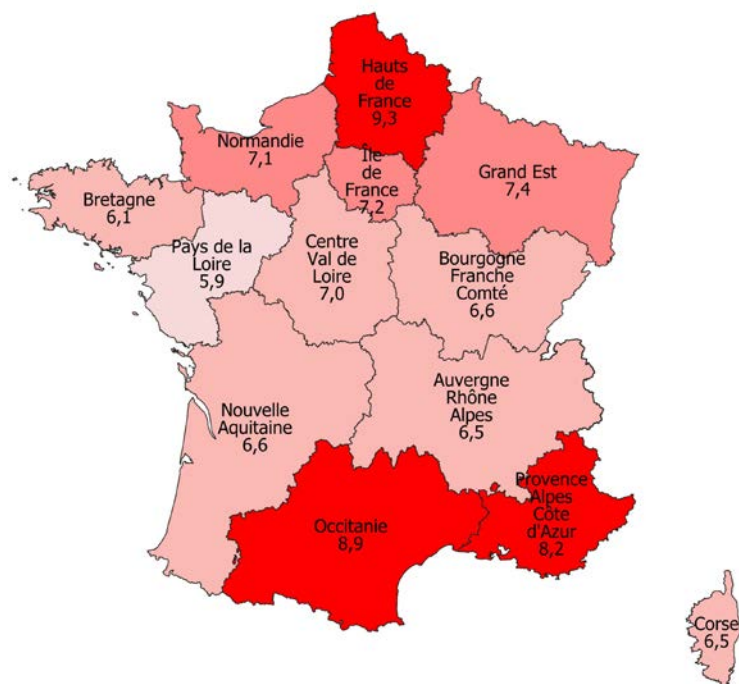 Hauts
de
France
9,3
Normandie
7,1
Île
de
France
7,2
Grand Est
7,4
Bretagne
6,1
Pays de la
Loire
5,9
Centre
Val de
Loire
7,0
Bourgogne
Franche
Comté
6,6
Nouvelle
Aquitaine
6,6
Auvergne
Rhône
Alpes
6,5
Occitanie
8,9
Provence
Alpes
Côte
d'Azur
8,2
Corse
6,5